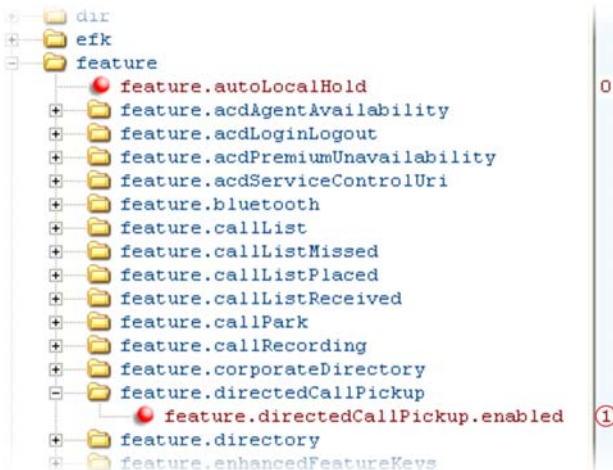 dir
efk
feature
feature.autoLocalHold 0
feature.acdAgentAvailability
feature.acdLoginLogout
feature.acdPremiumUnavailability
feature.acdServiceControlUri
feature.bluetooth
feature.callList
feature.callListMissed
feature.callListPlaced
feature.callListReceived
feature.callPark
feature.callRecording
feature.corporateDirectory
feature.directedCallPickup
feature.directedCallPickup.enabled 1
feature.directory
feature.enhancedFeatureKeys